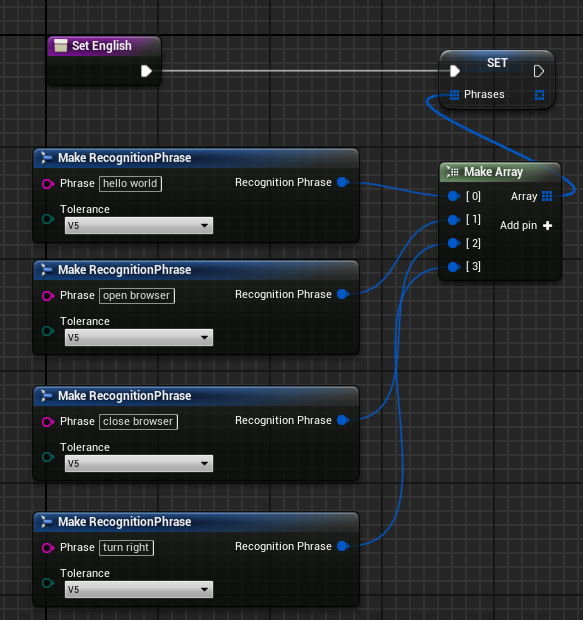 Set English
SET
Phrases
Make RecognitionPhrase
Phrase hello world Recognition Phrase
Tolerance
V5
Make Array
[ 0] Array
[ 1] Add pin
[ 2]
[ 3]
Make RecognitionPhrase
Phrase open browser Recognition Phrase
Tolerance
V5
Make RecognitionPhrase
Phrase close browser Recognition Phrase
Tolerance
V5
Make RecognitionPhrase
Phrase turn right Recognition Phrase
Tolerance
V5